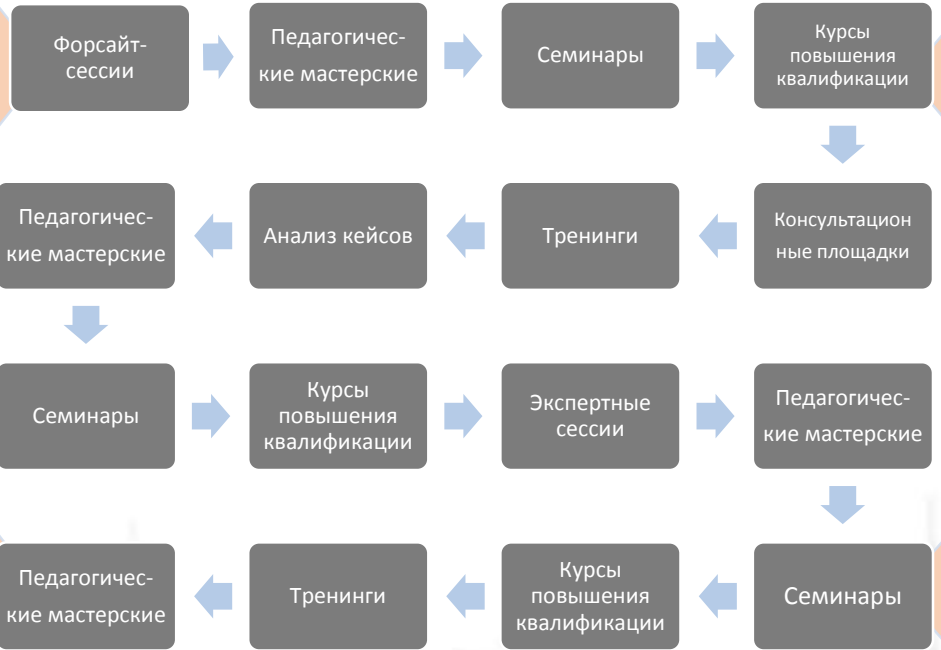 Форсайт-
сессии
Педагогичес-
кие мастерские
Семинары
Курсы
повышения
квалификации
Консультацион
ные площадки
Тренинги
Анализ кейсов
Педагогичес-
кие мастерские
Семинары
Курсы
повышения
квалификации
Экспертные
сессии
Педагогичес-
кие мастерские
Семинары
Курсы
повышения
квалификации
Тренинги
Педагогичес-
кие мастерские